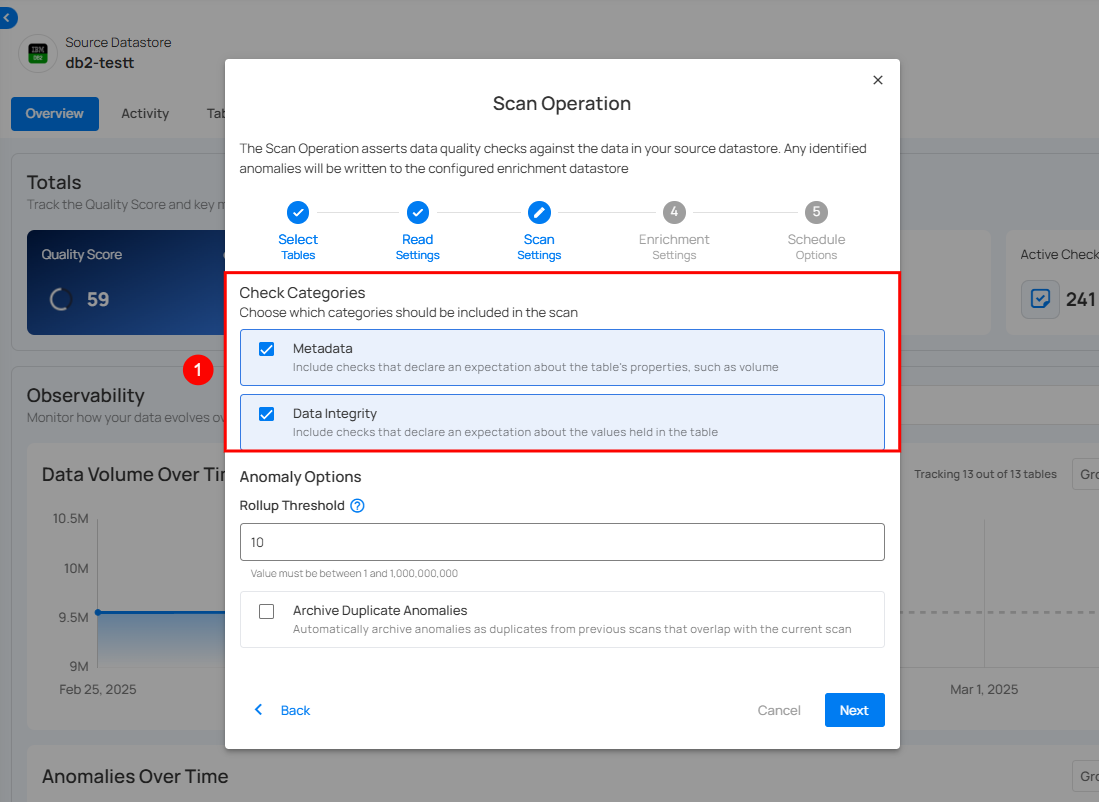 Source Datastore
db2-testt
Overview
Activity
Scan Operation
The Scan Operation asserts data quality checks against the data in your source datastore. Any identified
anomalies will be written to the configured enrichment datastore
Select
Tables
Read
Settings
Scan
Settings
4
Enrichment
Settings
5
Schedule
Options
Totals
Track the Quality Score and key
Quality Score
59
Active Check
241
1
Check Categories
Choose which categories should be included in the scan
Metadata
Include checks that declare an expectation about the table's properties, such as volume
Data Integrity
Include checks that declare an expectation about the values held in the table
Observability
Monitor how your data evolves
Data Volume Over
Tracking 13 out of 13 tables
10.5M
10M
9.5M
9M
Feb 25, 2025
Mar 1, 2025
Anomaly Options
Rollup Threshold
10
Value must be between 1 and 1,000,000,000
Archive Duplicate Anomalies
Automatically archive anomalies as duplicates from previous scans that overlap with the current scan
Back
Cancel
Next
Anomalies Over Time